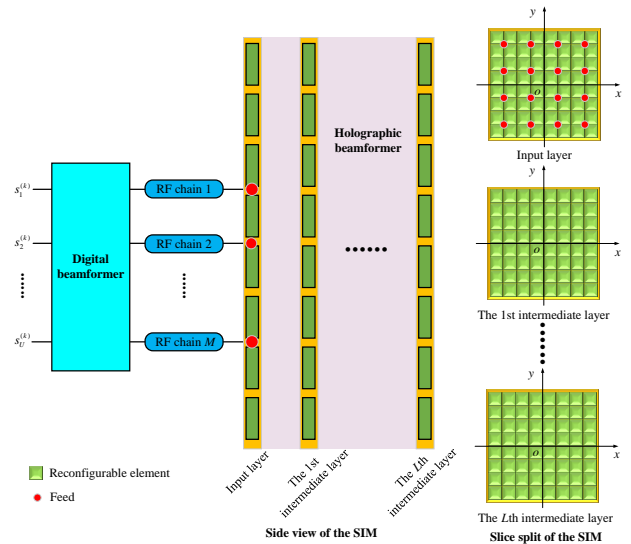 y
x
o
Input layer
y
x
o
The 1st intermediate layer
y
x
o
The Lth intermediate layer
Slice split of the SIM
s_1^{(k)}
s_2^{(k)}
s_U^{(k)}
Digital
beamformer
RF chain 1
RF chain 2
RF chain M
Holographic
beamformer
Input layer
The 1st
intermediate layer
The Lth
intermediate layer
Side view of the SIM
Reconfigurable element
Feed